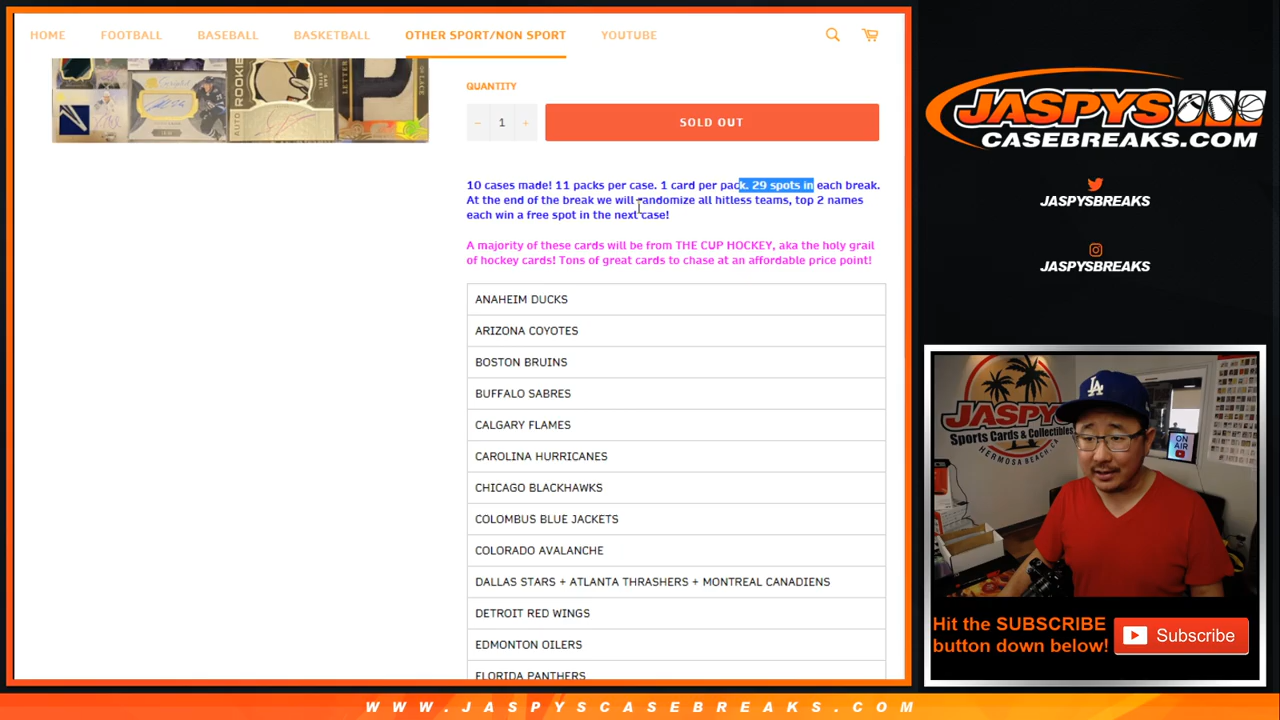 HOME FOOTBALL BASEBALL BASKETBALL OTHER SPORT/NON SPORT YOUTUBE
QUANTITY
− 1 + SOLD OUT
10 cases made! 11 packs per case. 1 card per pack. 29 spots in each break.
At the end of the break we will randomize all hitless teams, top 2 names
each win a free spot in the next case!
A majority of these cards will be from THE CUP HOCKEY, aka the holy grail
of hockey cards! Tons of great cards to chase at an affordable price point!
ANAHEIM DUCKS
ARIZONA COYOTES
BOSTON BRUINS
BUFFALO SABRES
CALGARY FLAMES
CAROLINA HURRICANES
CHICAGO BLACKHAWKS
COLOMBUS BLUE JACKETS
COLORADO AVALANCHE
DALLAS STARS + ATLANTA THRASHERS + MONTREAL CANADIENS
DETROIT RED WINGS
EDMONTON OILERS
FLORIDA PANTHERS
JASPYS
CASEBREAKS.COM
JASPYSBREAKS
JASPYSBREAKS
JASPYS
Sports Cards & Collectibles
HERMOSA BEACH, CA
LA
ON
AIR
Hit the SUBSCRIBE
button down below!
Subscribe
WWW.JASPYSCASEBREAKS.COM